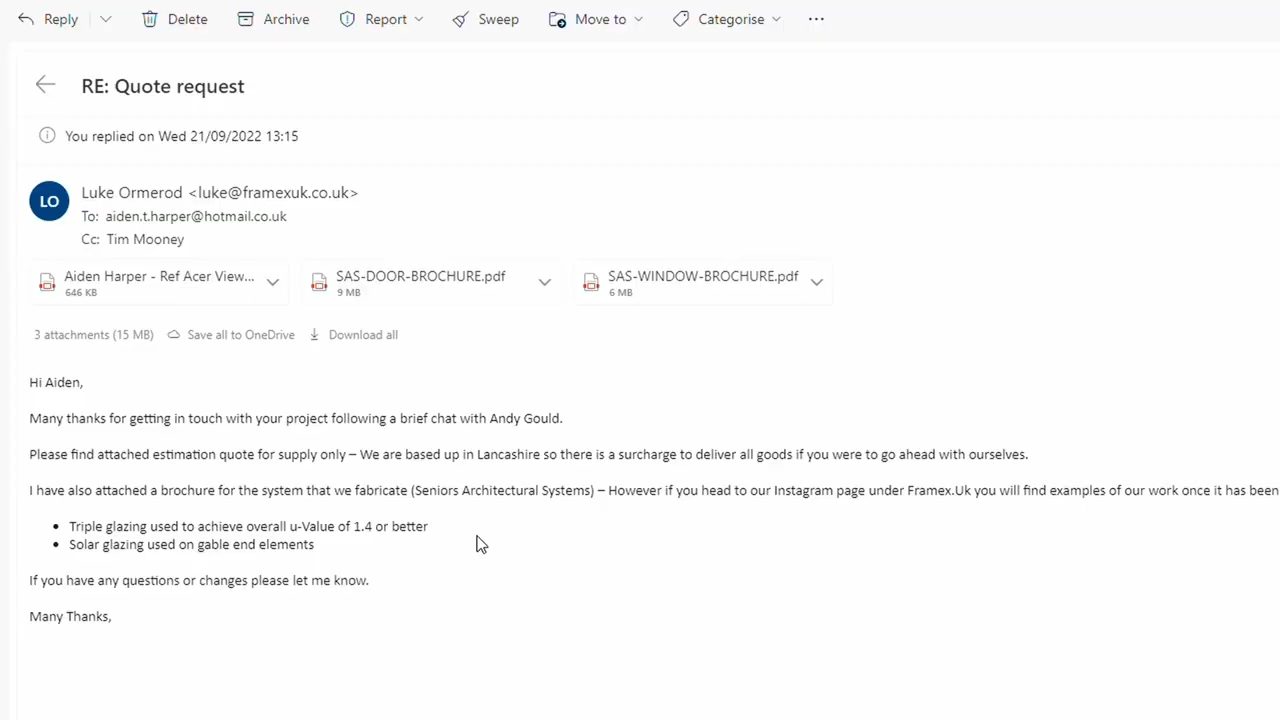 Reply Delete Archive Report Sweep Move to Categorise ...
RE: Quote request
You replied on Wed 21/09/2022 13:15
LO
Luke Ormerod <luke@framexuk.co.uk>
To: aiden.t.harper@hotmail.co.uk
Cc: Tim Mooney
Aiden Harper - Ref Acer View... SAS-DOOR-BROCHURE.pdf SAS-WINDOW-BROCHURE.pdf
646 KB 9 MB 6 MB
3 attachments (15 MB) Save all to OneDrive Download all
Hi Aiden,
Many thanks for getting in touch with your project following a brief chat with Andy Gould.
Please find attached estimation quote for supply only – We are based up in Lancashire so there is a surcharge to deliver all goods if you were to go ahead with ourselves.
I have also attached a brochure for the system that we fabricate (Seniors Architectural Systems) – However if you head to our Instagram page under Framex.Uk you will find examples of our work once it has been
• Triple glazing used to achieve overall u-Value of 1.4 or better
• Solar glazing used on gable end elements
If you have any questions or changes please let me know.
Many Thanks,